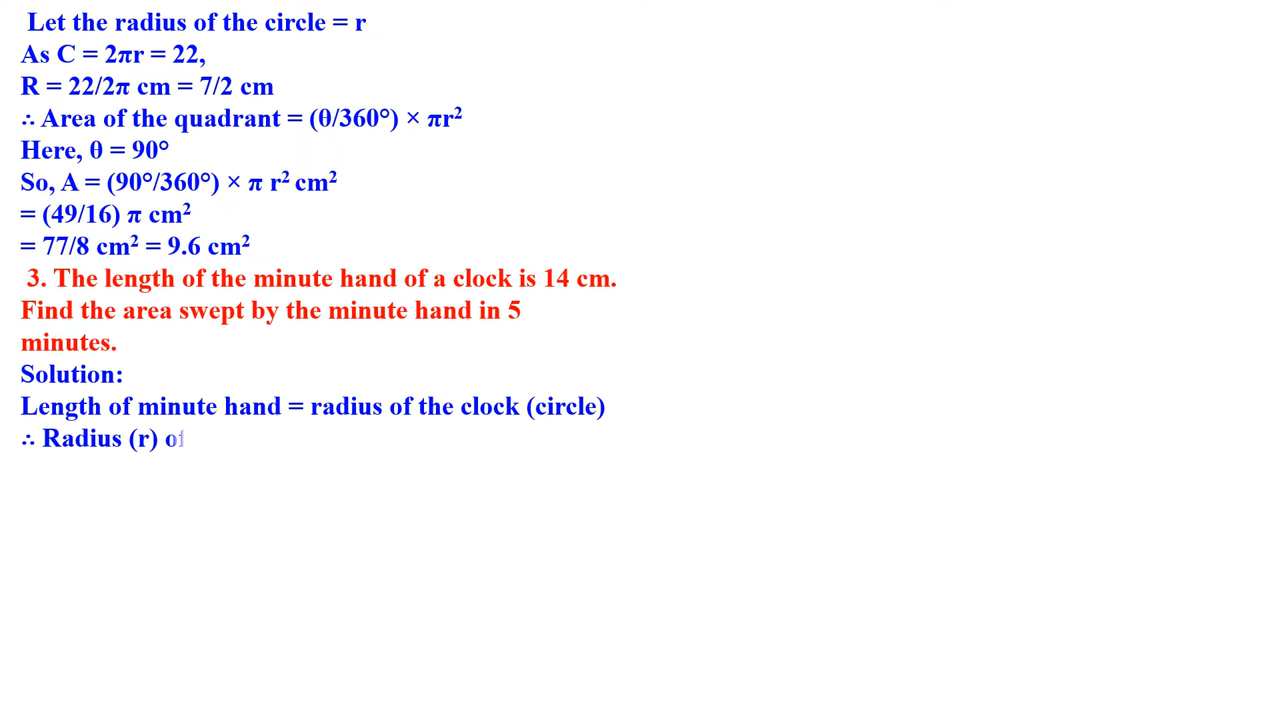 Let the radius of the circle = r
As C = 2πr = 22,
R = 22/2π cm = 7/2 cm
∴ Area of the quadrant = (θ/360°) × πr²
Here, θ = 90°
So, A = (90°/360°) × π r² cm²
= (49/16) π cm²
= 77/8 cm² = 9.6 cm²
3. The length of the minute hand of a clock is 14 cm.
Find the area swept by the minute hand in 5
minutes.
Solution:
Length of minute hand = radius of the clock (circle)
∴ Radius (r) of